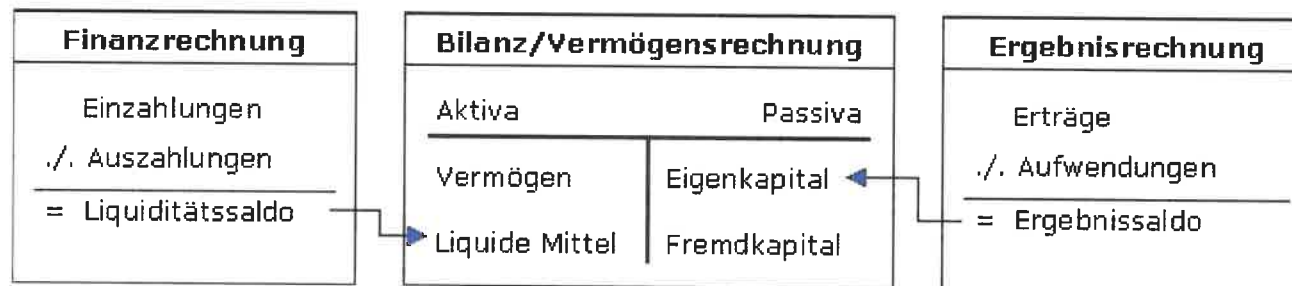 Finanzrechnung
Einzahlungen
./. Auszahlungen
= Liquiditätssaldo
Bilanz/Vermögensrechnung
Aktiva Passiva
Vermögen Eigenkapital
Liquide Mittel Fremdkapital
Ergebnisrechnung
Erträge
./. Aufwendungen
= Ergebnissaldo